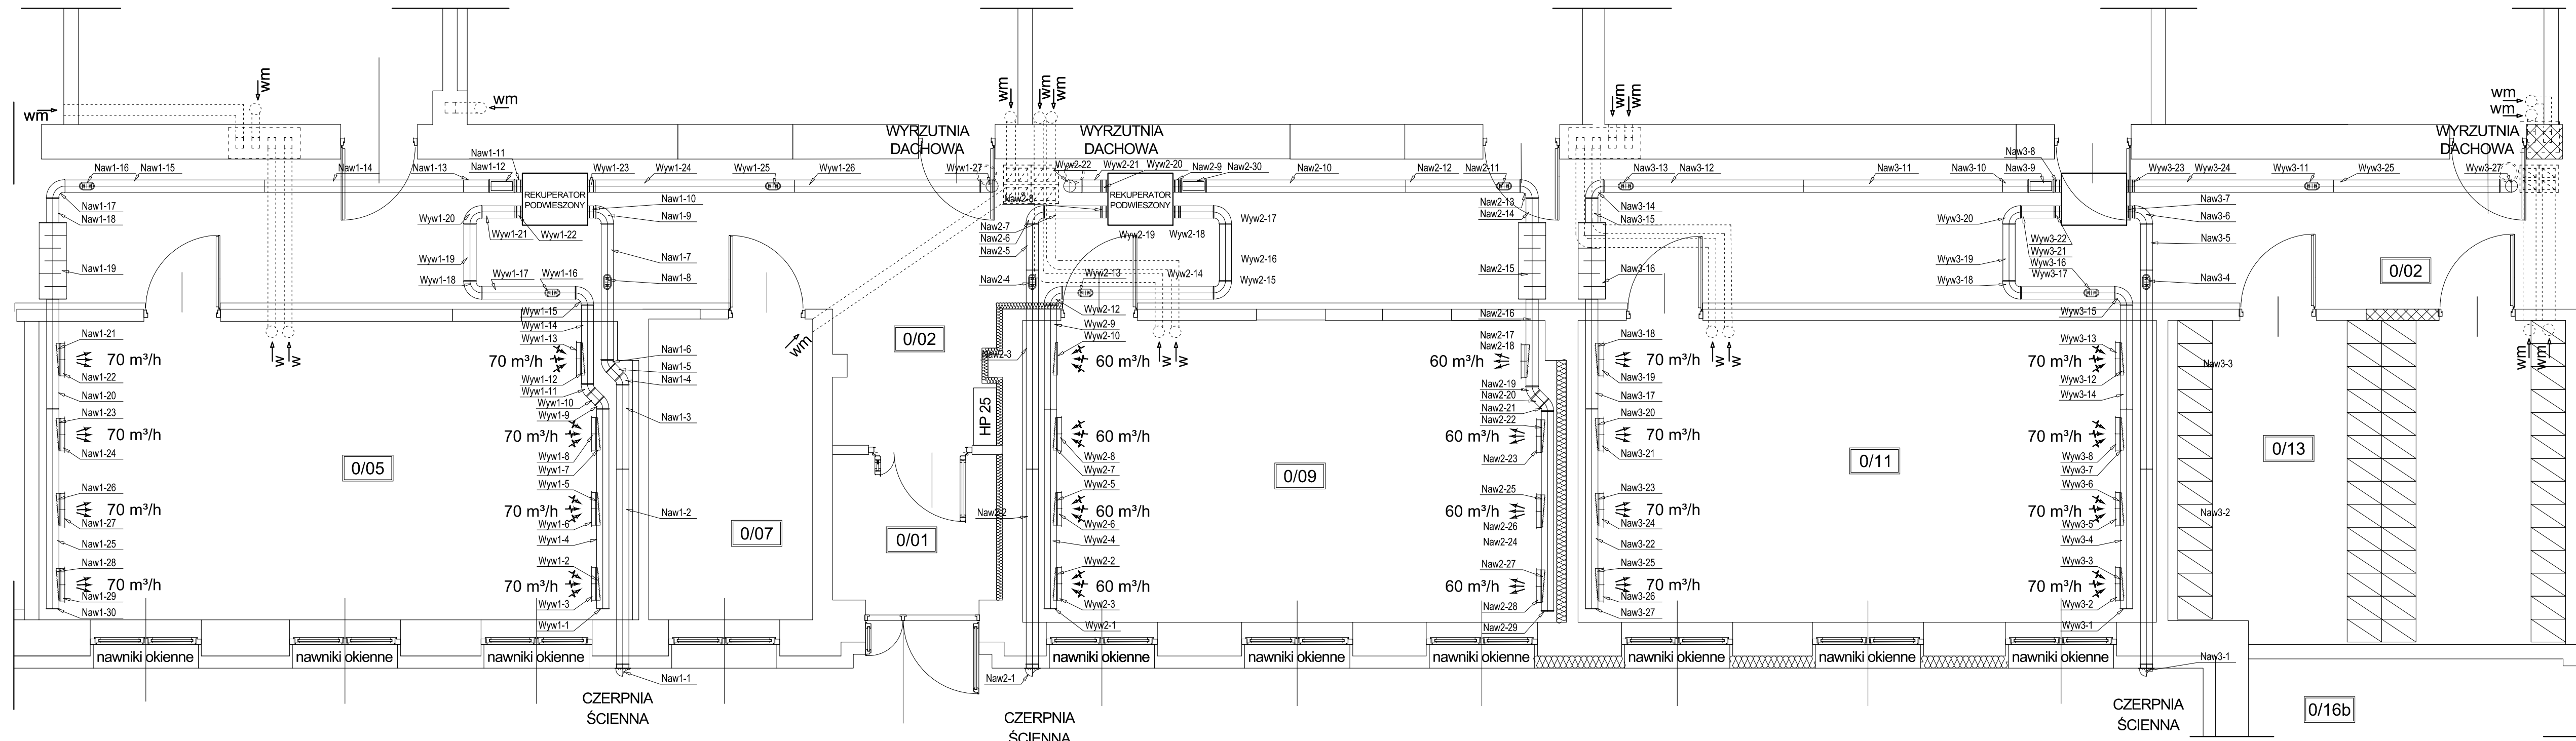 wm
wm
wm
wm
wm
wm
wm
wm
wm
wm
WYRZUTNIA
DACHOWA
WYRZUTNIA
DACHOWA
WYRZUTNIA
DACHOWA
Naw1-16
Naw1-15
Naw1-14
Naw1-13
Naw1-12
Naw1-11
Wyw1-23
Wyw1-24
Wyw1-25
Wyw1-26
Wyw1-27
Wyw2-22
Wyw2-21
Wyw2-20
Naw2-9
Naw2-30
Naw2-10
Naw2-12
Naw2-11
Naw3-13
Naw3-12
Naw3-11
Naw3-10
Naw3-9
Naw3-8
Wyw3-23
Wyw3-24
Wyw3-11
Wyw3-25
Wyw3-27
REKUPERATOR
PODWIESZONY
REKUPERATOR
PODWIESZONY
Naw1-17
Naw1-18
Naw1-19
Wyw1-20
Wyw1-21
Wyw1-22
Wyw1-19
Wyw1-18
Wyw1-17
Wyw1-16
Naw1-10
Naw1-9
Naw1-7
Naw1-8
Naw2-7
Naw2-6
Naw2-5
Naw2-4
Wyw2-19
Wyw2-18
Wyw2-17
Wyw2-16
Wyw2-15
Wyw2-14
Wyw2-13
Wyw2-12
Naw2-13
Naw2-14
Naw2-15
Naw2-16
Naw3-14
Naw3-15
Naw3-16
Wyw3-20
Wyw3-19
Wyw3-18
Wyw3-22
Wyw3-21
Wyw3-16
Wyw3-17
Wyw3-15
Naw3-7
Naw3-6
Naw3-5
Naw3-4
0/02
Naw1-21
70 m³/h
Naw1-22
Naw1-20
Naw1-23
70 m³/h
Naw1-24
Naw1-26
70 m³/h
Naw1-27
Naw1-25
Naw1-28
70 m³/h
Naw1-29
Naw1-30
w
w
0/05
Wyw1-15
Wyw1-14
Wyw1-13
70 m³/h
Wyw1-12
Wyw1-11
Wyw1-10
Wyw1-9
70 m³/h
Wyw1-8
Wyw1-7
Wyw1-5
70 m³/h
Wyw1-6
Wyw1-4
Wyw1-2
70 m³/h
Wyw1-3
Wyw1-1
Naw1-6
Naw1-5
Naw1-4
Naw1-3
Naw1-2
Naw1-1
wm
0/07
0/02
0/01
HP 25
Naw2-3
Naw2-2
Naw2-1
Wyw2-9
Wyw2-10
60 m³/h
60 m³/h
Wyw2-8
Wyw2-7
Wyw2-5
60 m³/h
Wyw2-6
Wyw2-4
Wyw2-2
60 m³/h
Wyw2-3
Wyw2-1
w
w
0/09
Naw2-17
Naw2-18
60 m³/h
Naw2-19
Naw2-20
Naw2-21
Naw2-22
60 m³/h
Naw2-23
Naw2-25
60 m³/h
Naw2-26
Naw2-24
Naw2-27
60 m³/h
Naw2-28
Naw2-29
Naw3-18
70 m³/h
Naw3-19
Naw3-17
Naw3-20
70 m³/h
Naw3-21
Naw3-23
70 m³/h
Naw3-24
Naw3-22
Naw3-25
70 m³/h
Naw3-26
Naw3-27
w
w
0/11
Wyw3-13
70 m³/h
Wyw3-12
Wyw3-14
70 m³/h
Wyw3-8
Wyw3-7
Wyw3-6
70 m³/h
Wyw3-5
Wyw3-4
Wyw3-3
70 m³/h
Wyw3-2
Wyw3-1
Naw3-3
Naw3-2
Naw3-1
0/13
wm
wm
nawniki okienne
nawniki okienne
nawniki okienne
nawniki okienne
nawniki okienne
nawniki okienne
nawniki okienne
nawniki okienne
nawniki okienne
CZERPNIA
ŚCIENNA
CZERPNIA
ŚCIENNA
CZERPNIA
ŚCIENNA
0/16b